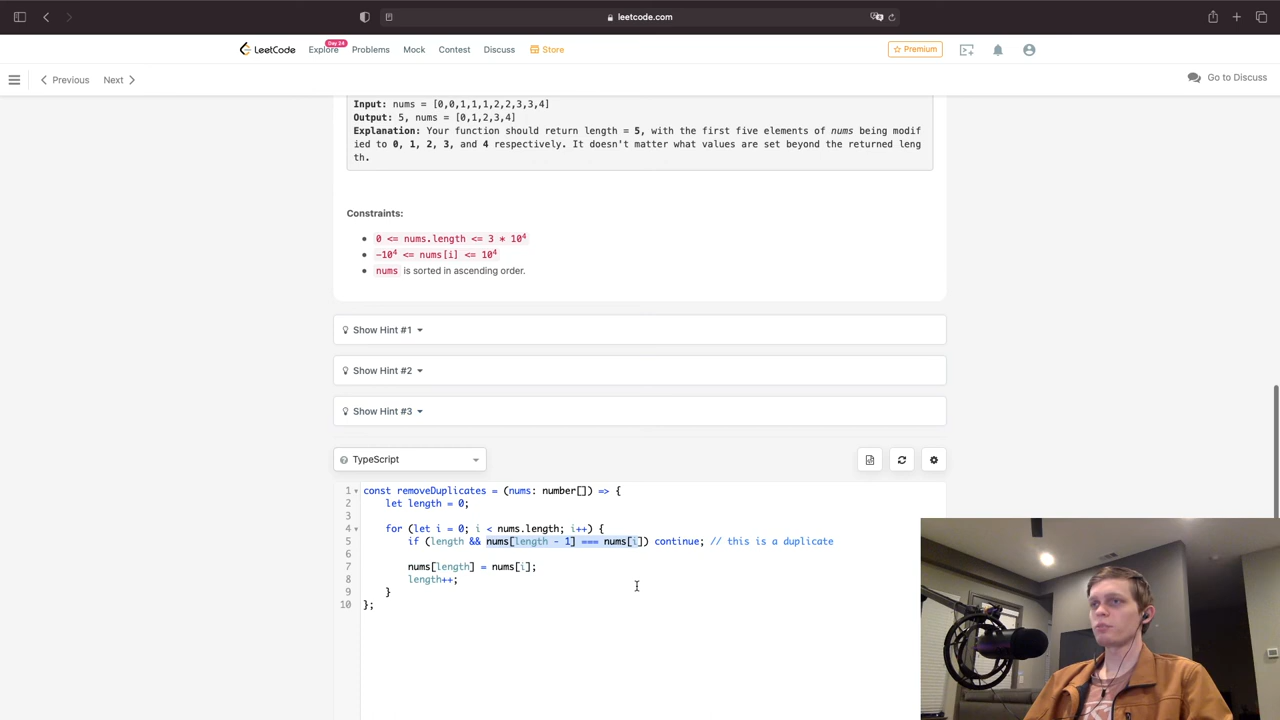 leetcode.com
LeetCode Explore Day 34 Problems Mock Contest Discuss Store Premium
Previous Next Go to Discuss
Input: nums = [0,0,1,1,1,2,2,3,3,4]
Output: 5, nums = [0,1,2,3,4]
Explanation: Your function should return length = 5, with the first five elements of nums being modif
ied to 0, 1, 2, 3, and 4 respectively. It doesn't matter what values are set beyond the returned leng
th.
Constraints:
0 <= nums.length <= 3 * 10⁴
-10⁴ <= nums[i] <= 10⁴
nums is sorted in ascending order.
Show Hint #1
Show Hint #2
Show Hint #3
TypeScript
1 const removeDuplicates = (nums: number[]) => {
2 let length = 0;
3
4 for (let i = 0; i < nums.length; i++) {
5 if (length && nums[length - 1] === nums[i]) continue; // this is a duplicate
6
7 nums[length] = nums[i];
8 length++;
9 }
10 };